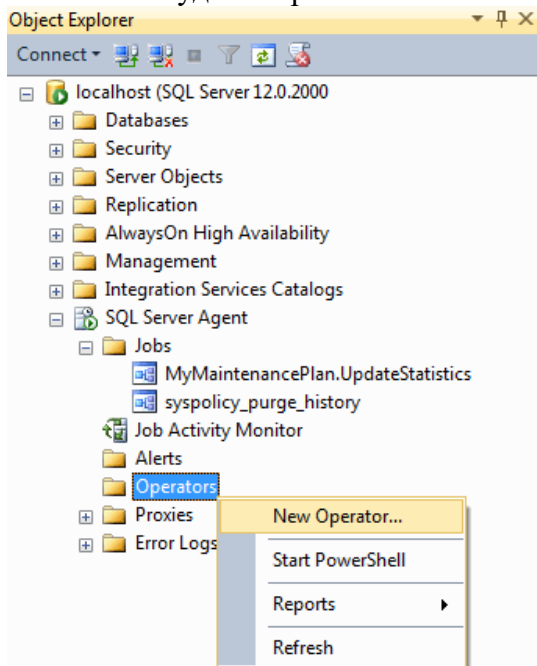 Object Explorer
Connect
localhost (SQL Server 12.0.2000
Databases
Security
Server Objects
Replication
AlwaysOn High Availability
Management
Integration Services Catalogs
SQL Server Agent
Jobs
MyMaintenancePlan.UpdateStatistics
syspolicy_purge_history
Job Activity Monitor
Alerts
Operators
Proxies
New Operator...
Error Logs
Start PowerShell
Reports
Refresh